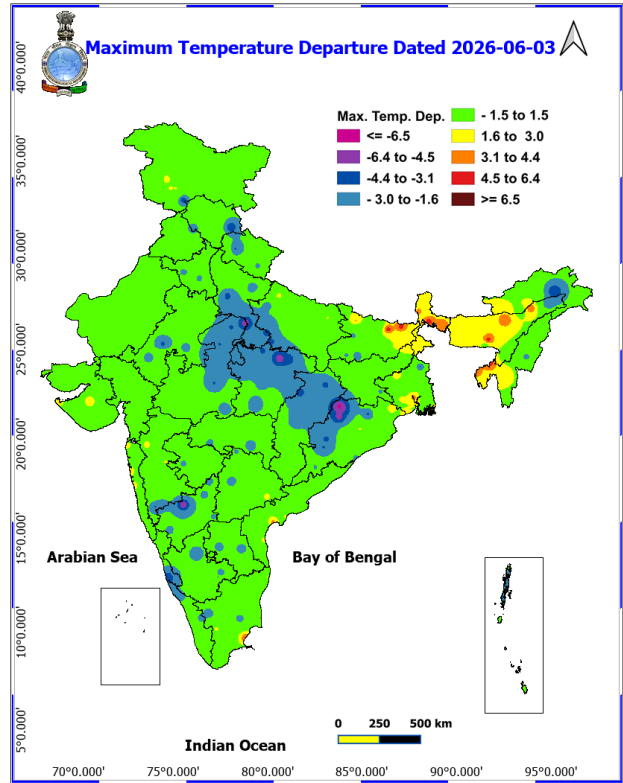 Maximum Temperature Departure Dated 2026-06-03
Max. Temp. Dep.
<= -6.5
-6.4 to -4.5
-4.4 to -3.1
- 3.0 to -1.6
- 1.5 to 1.5
1.6 to 3.0
3.1 to 4.4
4.5 to 6.4
>= 6.5
40°0.000'
35°0.000'
30°0.000'
25°0.000'
20°0.000'
15°0.000'
10°0.000'
5°0.000'
Arabian Sea
Bay of Bengal
Indian Ocean
0 250 500 km
70°0.000' 75°0.000' 80°0.000' 85°0.000' 90°0.000' 95°0.000'